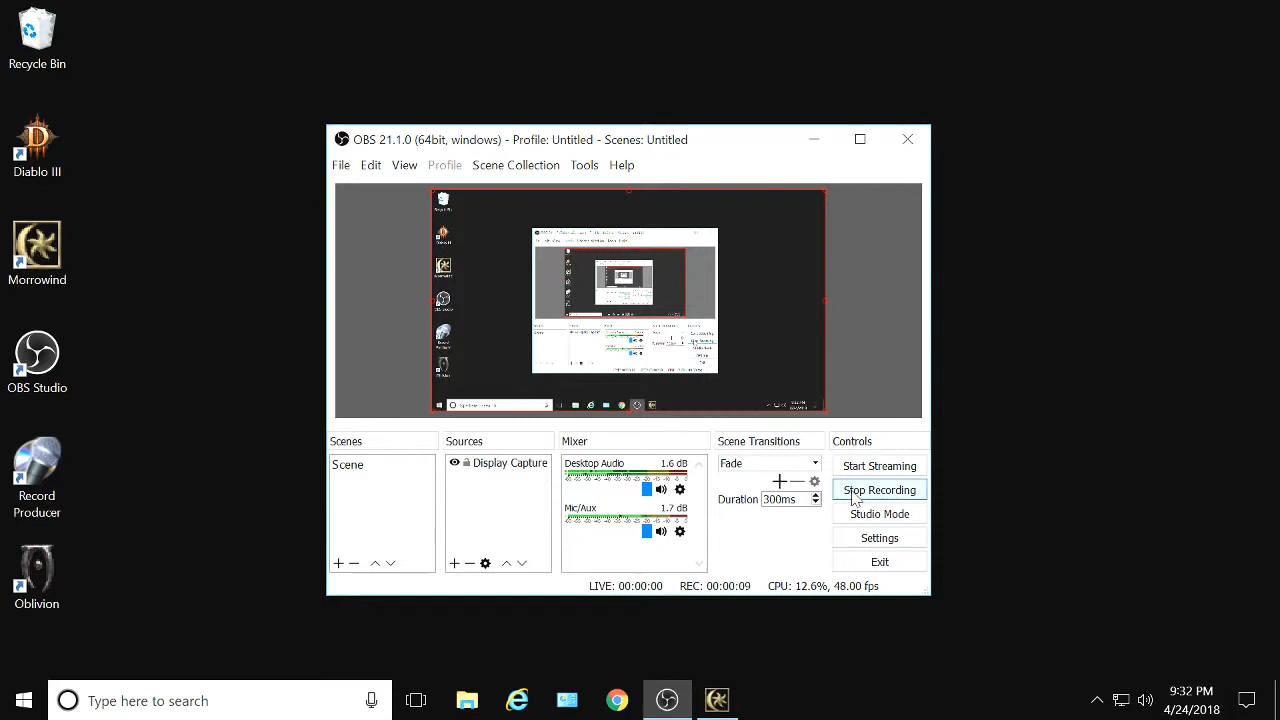 Recycle Bin
Diablo III
Morrowind
OBS Studio
Record
Producer
Oblivion
OBS 21.1.0 (64bit, windows) - Profile: Untitled - Scenes: Untitled
File Edit View Profile Scene Collection Tools Help
Scenes
Scene
Sources
Display Capture
Mixer
Desktop Audio 1.6 dB
Mic/Aux 1.7 dB
Scene Transitions
Fade
Duration 300ms
Controls
Start Streaming
Stop Recording
Studio Mode
Settings
Exit
LIVE: 00:00:00 REC: 00:00:09 CPU: 12.6%, 48.00 fps
Type here to search
9:32 PM
4/24/2018